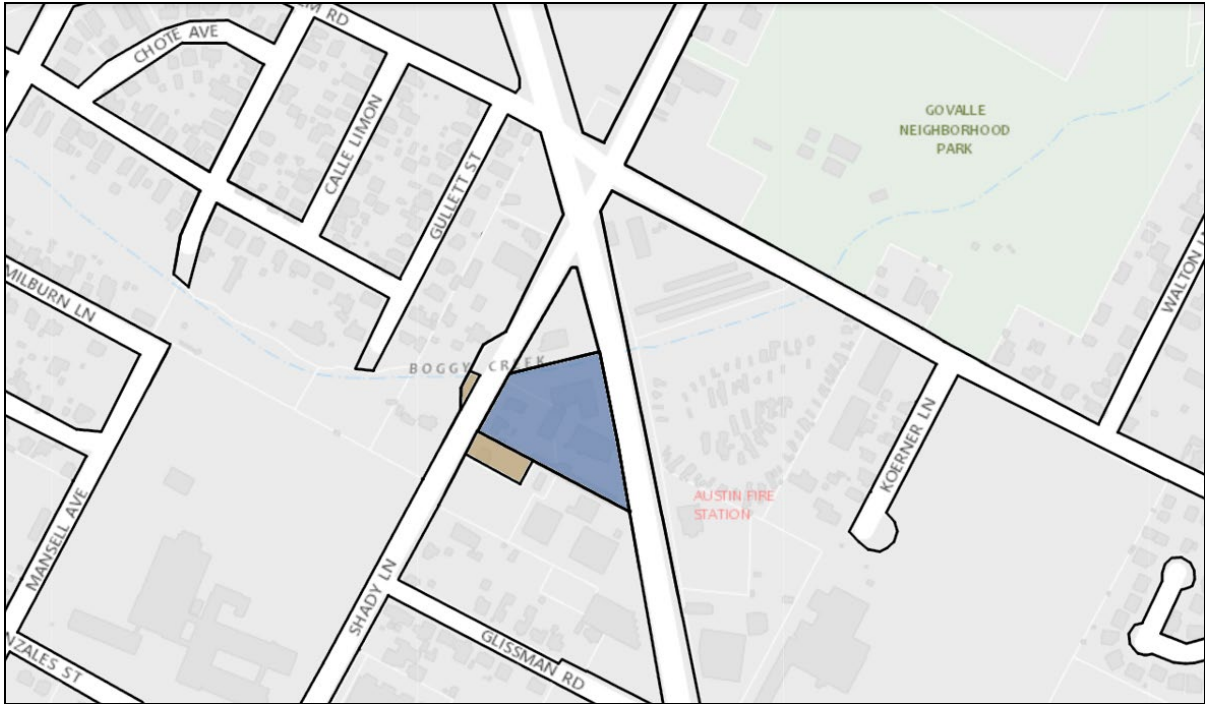 CHOTE AVE
RD
CALLE LIMON
GULLETT ST
GOVALLE
NEIGHBORHOOD
PARK
WALTON
MILBURN LN
BOGGY CREEK
KOERNER LN
AUSTIN FIRE
STATION
MANSELL AVE
SHADY LN
GLISSMAN RD
NZALES ST